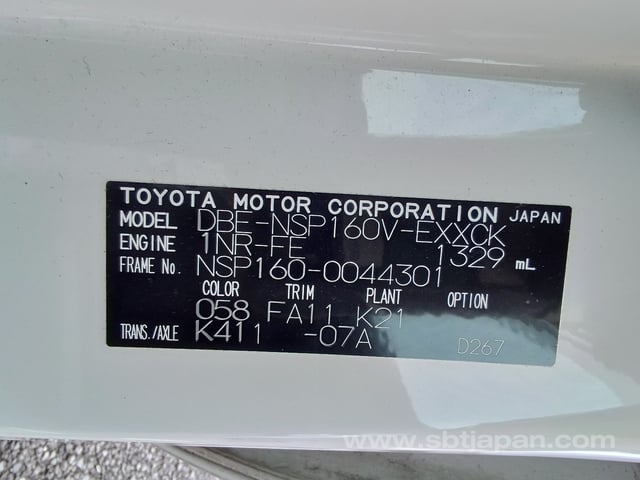 TOYOTA MOTOR CORPORATION JAPAN
MODEL DBE-NSP160V-EXXCK
ENGINE 1NR-FE 1329 mL
FRAME No. NSP160-0044301
COLOR TRIM PLANT OPTION
058 FA11 K21
TRANS./AXLE K411 -07A D267
www.sbtjapan.com